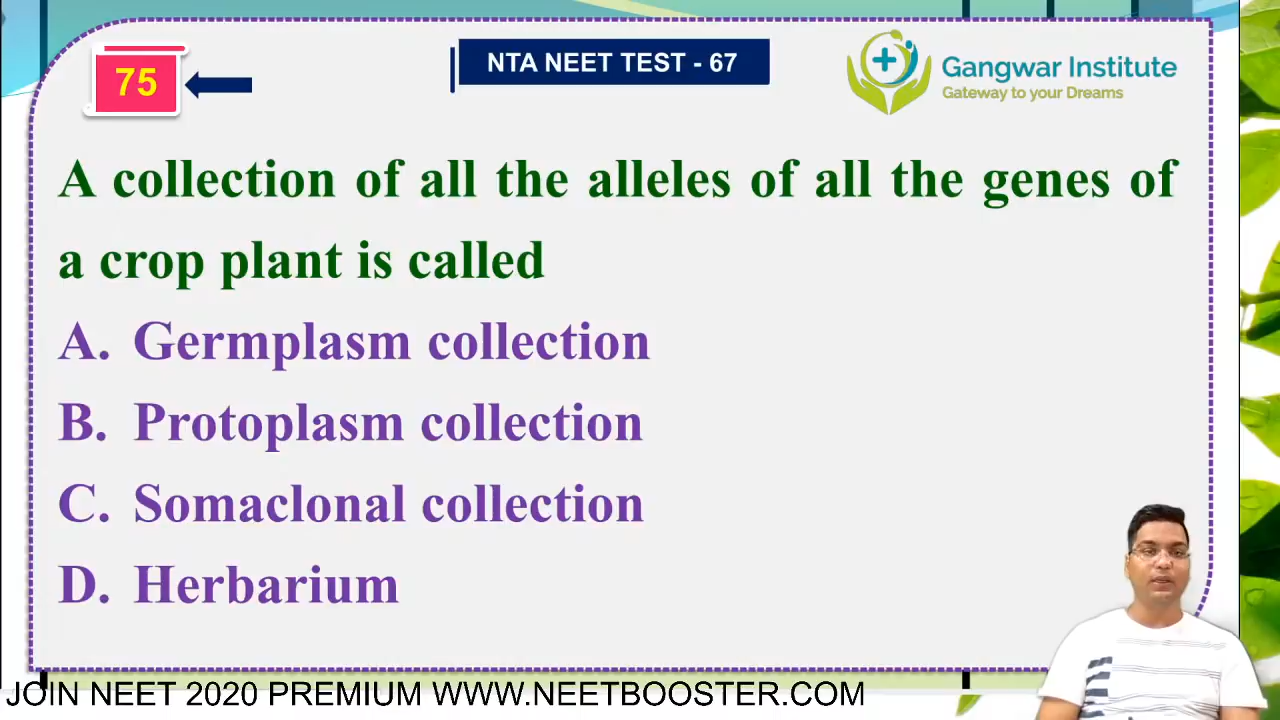 75
NTA NEET TEST - 67
Gangwar Institute
Gateway to your Dreams
A collection of all the alleles of all the genes of
a crop plant is called
A. Germplasm collection
B. Protoplasm collection
C. Somaclonal collection
D. Herbarium
JOIN NEET 2020 PREMIUM WWW.NEETBOOSTER.COM